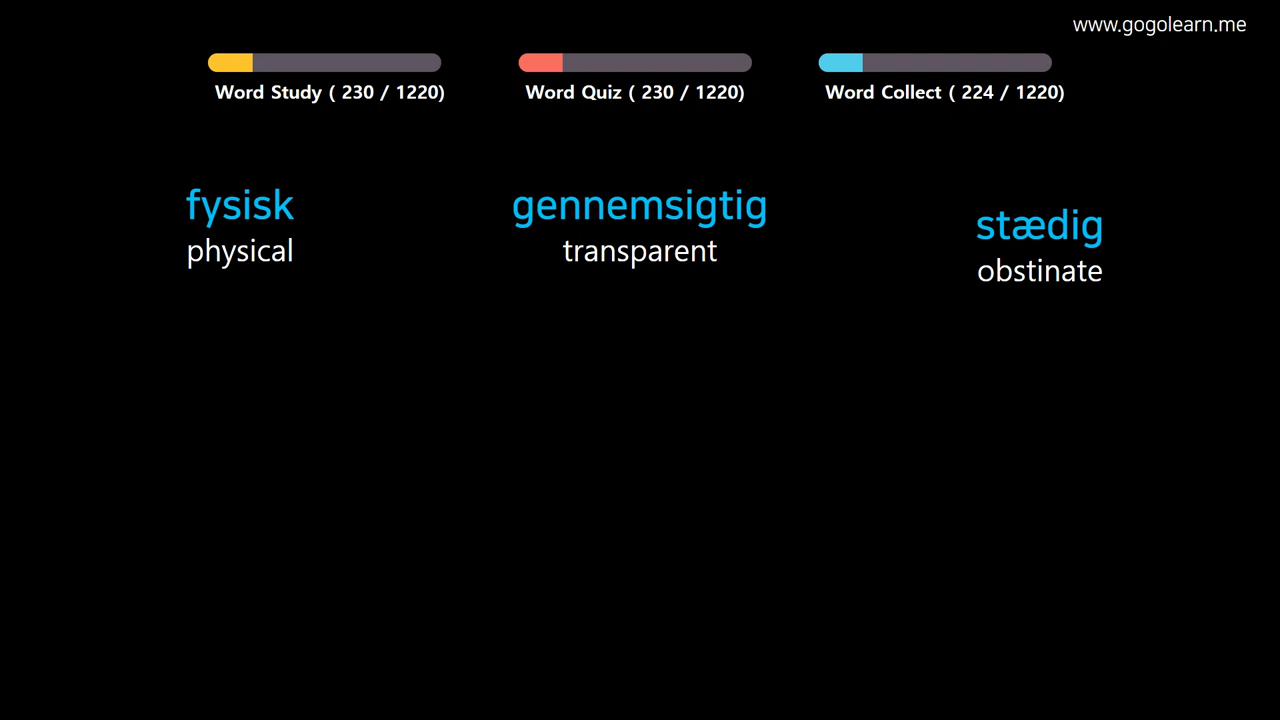 www.gogolearn.me
Word Study ( 230 / 1220)
Word Quiz ( 230 / 1220)
Word Collect ( 224 / 1220)
fysisk
physical
gennemsigtig
transparent
stædig
obstinate